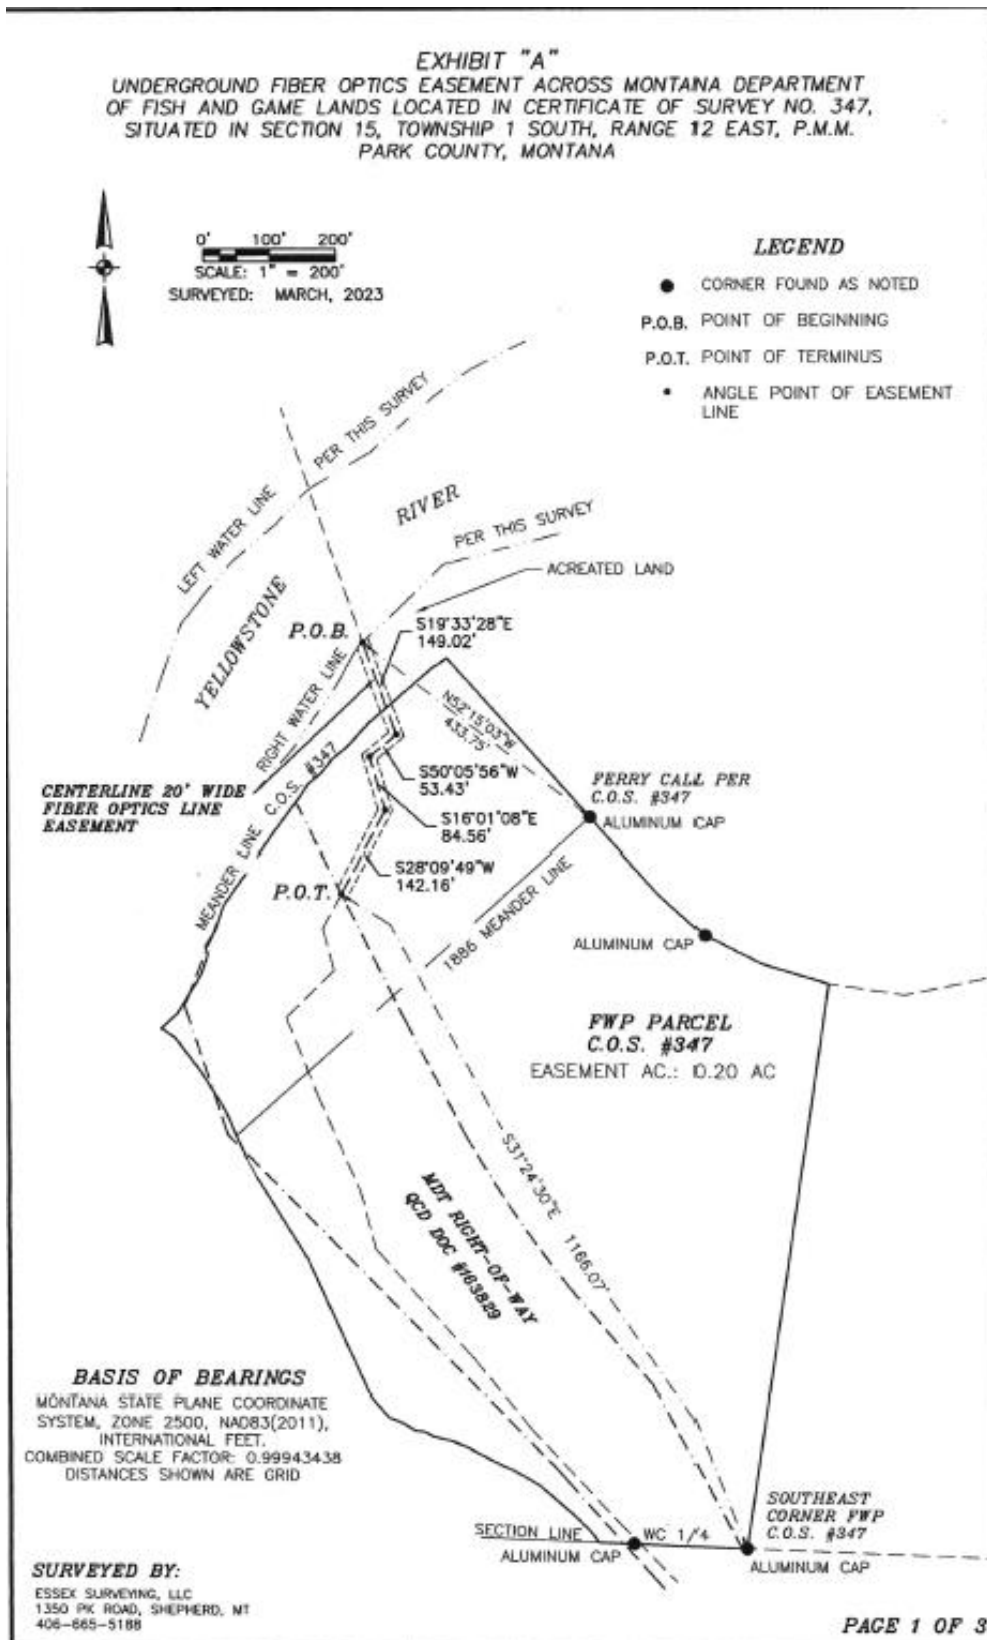 EXHIBIT "A"
UNDERGROUND FIBER OPTICS EASEMENT ACROSS MONTANA DEPARTMENT
OF FISH AND GAME LANDS LOCATED IN CERTIFICATE OF SURVEY NO. 347,
SITUATED IN SECTION 15, TOWNSHIP 1 SOUTH, RANGE 12 EAST, P.M.M.
PARK COUNTY, MONTANA
0' 100' 200'
SCALE: 1" = 200'
SURVEYED: MARCH, 2023
LEGEND
CORNER FOUND AS NOTED
P.O.B. POINT OF BEGINNING
P.O.T. POINT OF TERMINUS
ANGLE POINT OF EASEMENT
LINE
LEFT WATER LINE
PER THIS SURVEY
YELLOWSTONE
RIVER
PER THIS SURVEY
ACREATED LAND
P.O.B.
S19°33'28"E
149.02'
RIGHT WATER LINE
N52°15'03"W
433.75'
CENTERLINE 20' WIDE
FIBER OPTICS LINE
EASEMENT
MEANDER LINE C.O.S. #347
S50°05'56"W
53.43'
FERRY CALL PER
C.O.S. #347
ALUMINUM CAP
S16°01'08"E
84.56'
S28°09'49"W
142.16'
P.O.T.
1886 MEANDER LINE
ALUMINUM CAP
FWP PARCEL
C.O.S. #347
EASEMENT AC.: 0.20 AC
S31°24'30"E 1166.07'
MDT RIGHT-OF-WAY
QCD DOC #163829
BASIS OF BEARINGS
MONTANA STATE PLANE COORDINATE
SYSTEM, ZONE 2500, NAD83(2011),
INTERNATIONAL FEET.
COMBINED SCALE FACTOR: 0.99943438
DISTANCES SHOWN ARE GRID
SECTION LINE
WC 1/4
ALUMINUM CAP
SOUTHEAST
CORNER FWP
C.O.S. #347
ALUMINUM CAP
SURVEYED BY:
ESSEX SURVEYING, LLC
1350 PK ROAD, SHEPHERD, MT
406-665-5188
PAGE 1 OF 3